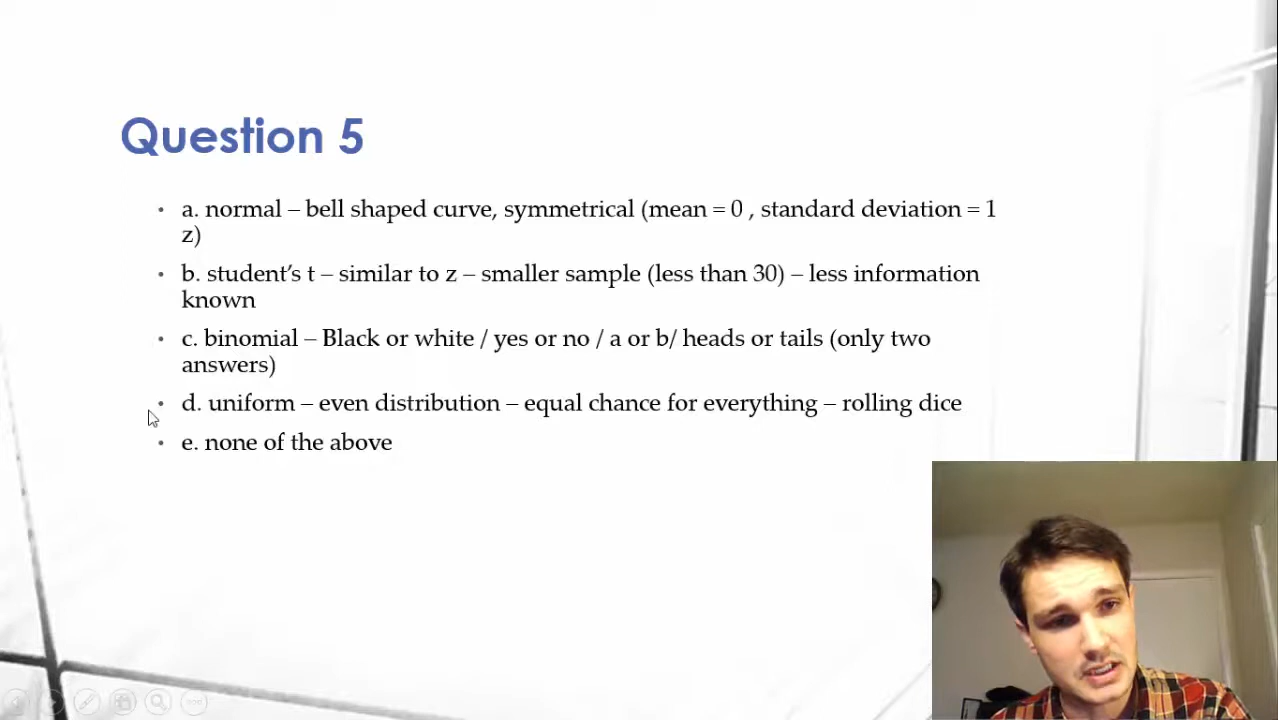 Question 5
• a. normal – bell shaped curve, symmetrical (mean = 0 , standard deviation = 1
z)
• b. student’s t – similar to z – smaller sample (less than 30) – less information
known
• c. binomial – Black or white / yes or no / a or b/ heads or tails (only two
answers)
• d. uniform – even distribution – equal chance for everything – rolling dice
• e. none of the above